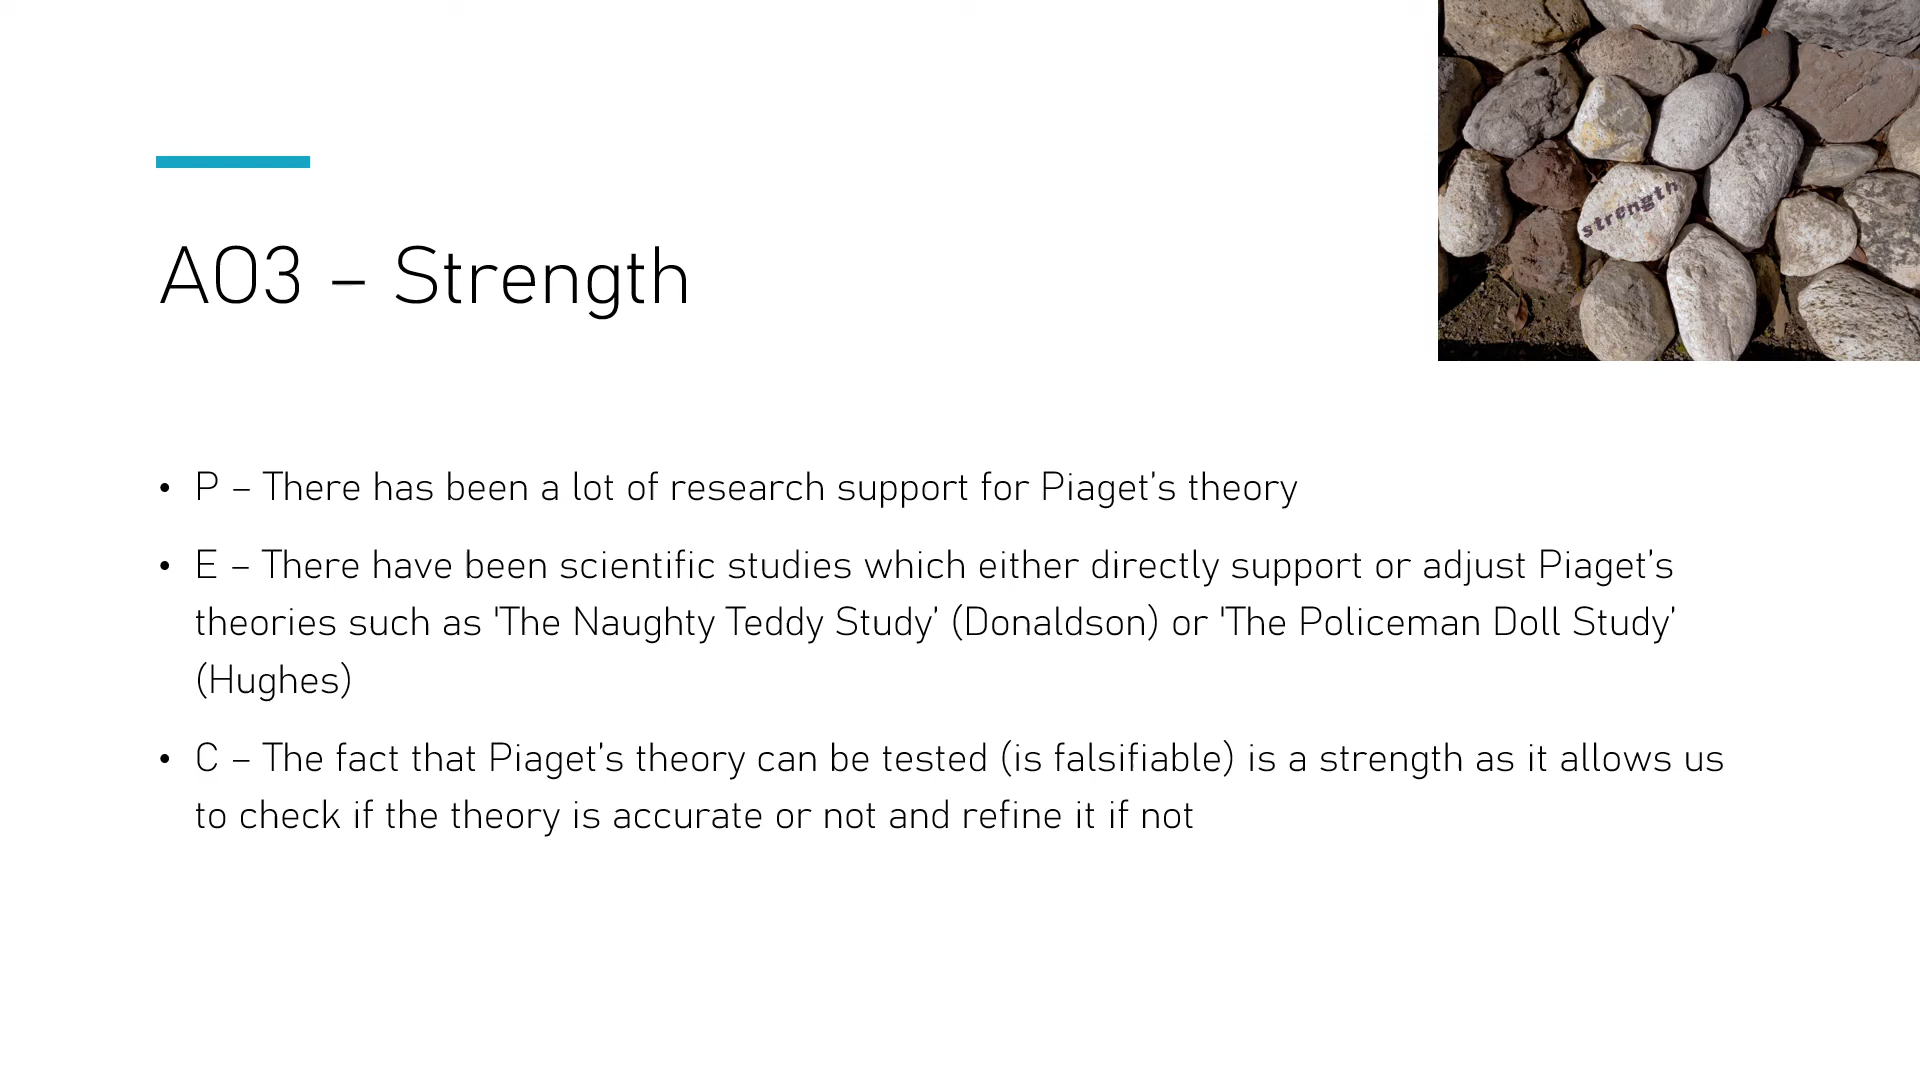 strength
AO3 – Strength
• P – There has been a lot of research support for Piaget's theory
• E – There have been scientific studies which either directly support or adjust Piaget's
theories such as 'The Naughty Teddy Study' (Donaldson) or 'The Policeman Doll Study'
(Hughes)
• C – The fact that Piaget's theory can be tested (is falsifiable) is a strength as it allows us
to check if the theory is accurate or not and refine it if not